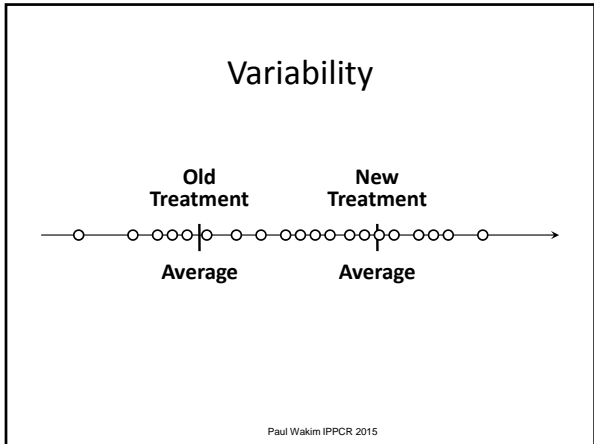 Variability
Old
Treatment
New
Treatment
Average
Average
Paul Wakim IPPCR 2015